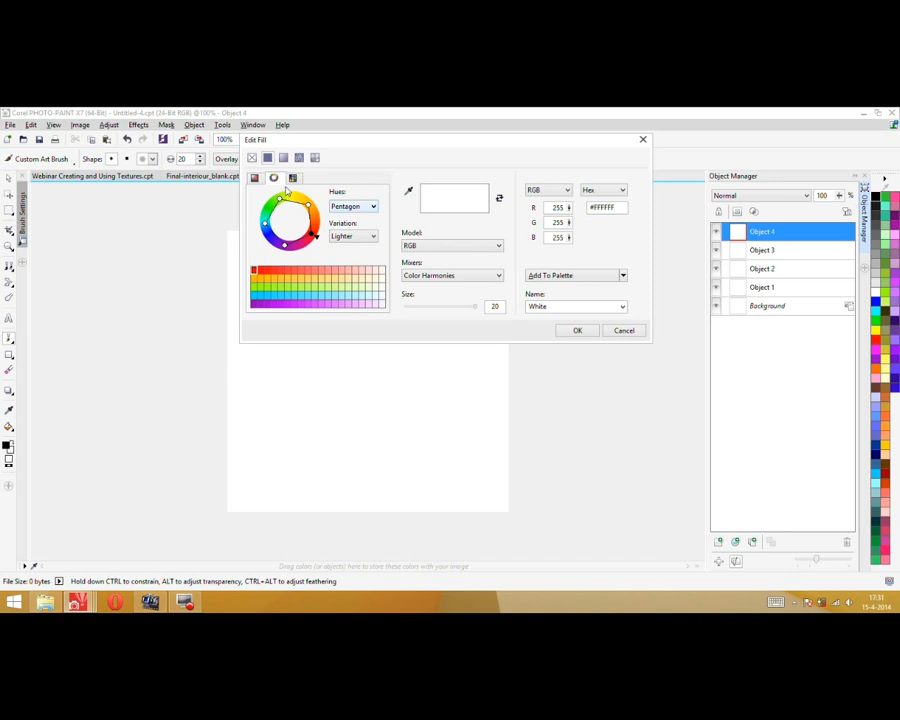 Corel PHOTO-PAINT X7 (64-Bit) - Untitled-4.cpt (24-Bit RGB) @100% - Object 4
File Edit View Image Adjust Effects Mask Object Tools Window Help
100%
Custom Art Brush Shape: 20 Overlay
Webinar Creating and Using Textures.cpt Final-interiour_blank.cpt
Brush Settings
Edit Fill
Hues:
Pentagon
Variation:
Lighter
Model:
RGB
Mixers:
Color Harmonies
Size:
20
RGB Hex
R 255 #FFFFFF
G 255
B 255
Add To Palette
Name:
White
OK Cancel
Object Manager
Normal 100 %
Object 4
Object 3
Object 2
Object 1
Background
Object Manager
Drag colors (or objects) here to store these colors with your image
File Size: 0 bytes Hold down CTRL to constrain, ALT to adjust transparency, CTRL+ALT to adjust feathering
17:31
15-4-2014